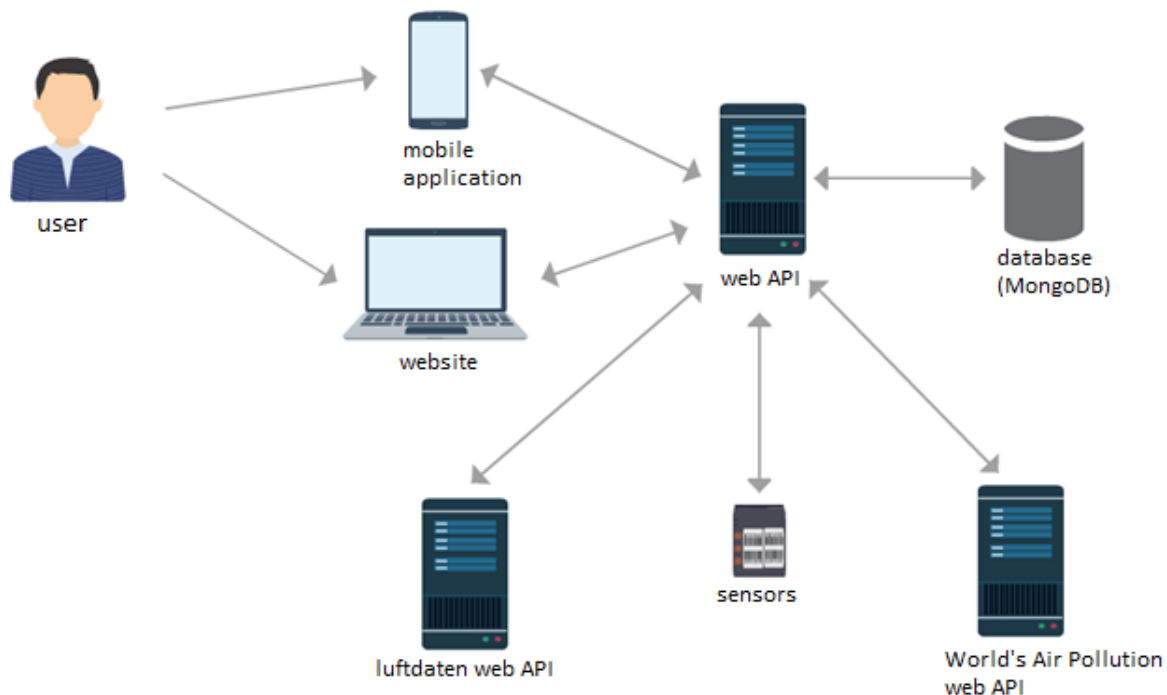 user
mobile
application
website
web API
database
(MongoDB)
luftdaten web API
sensors
World's Air Pollution
web API